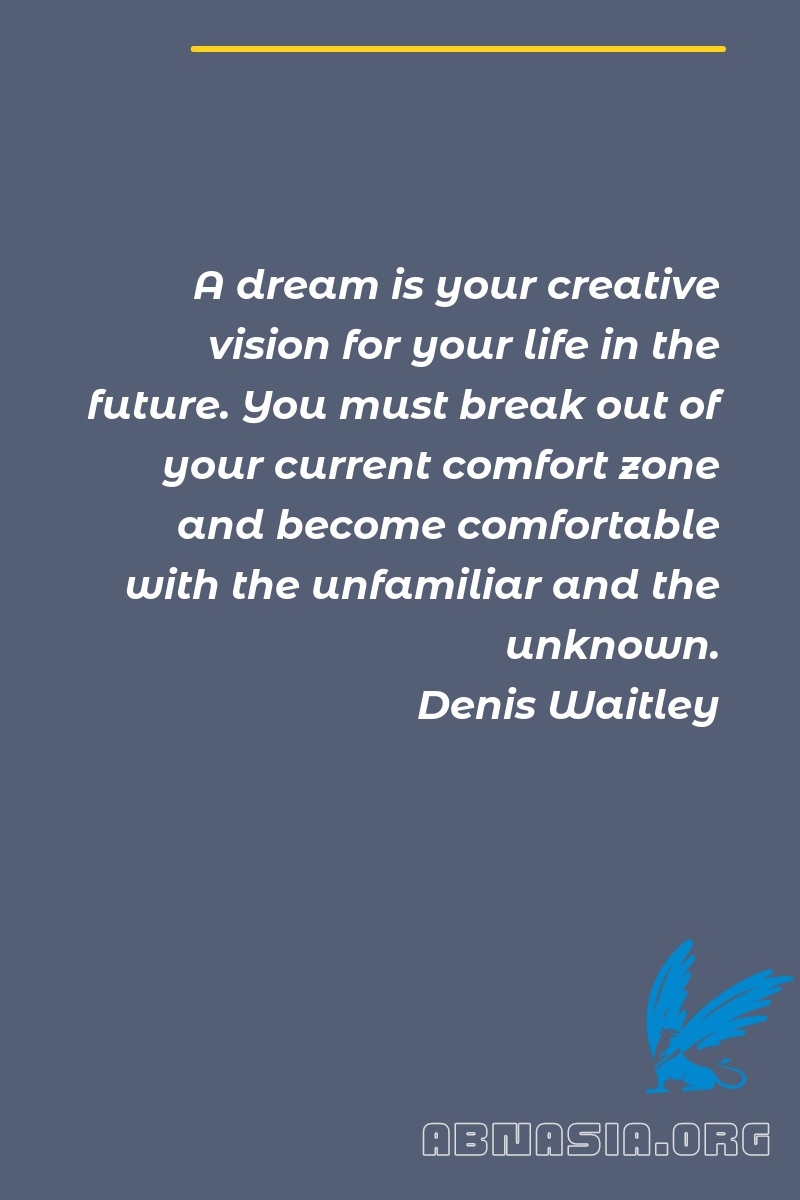 A dream is your creative
vision for your life in the
future. You must break out of
your current comfort zone
and become comfortable
with the unfamiliar and the
unknown.
Denis Waitley
ABNASIA.ORG